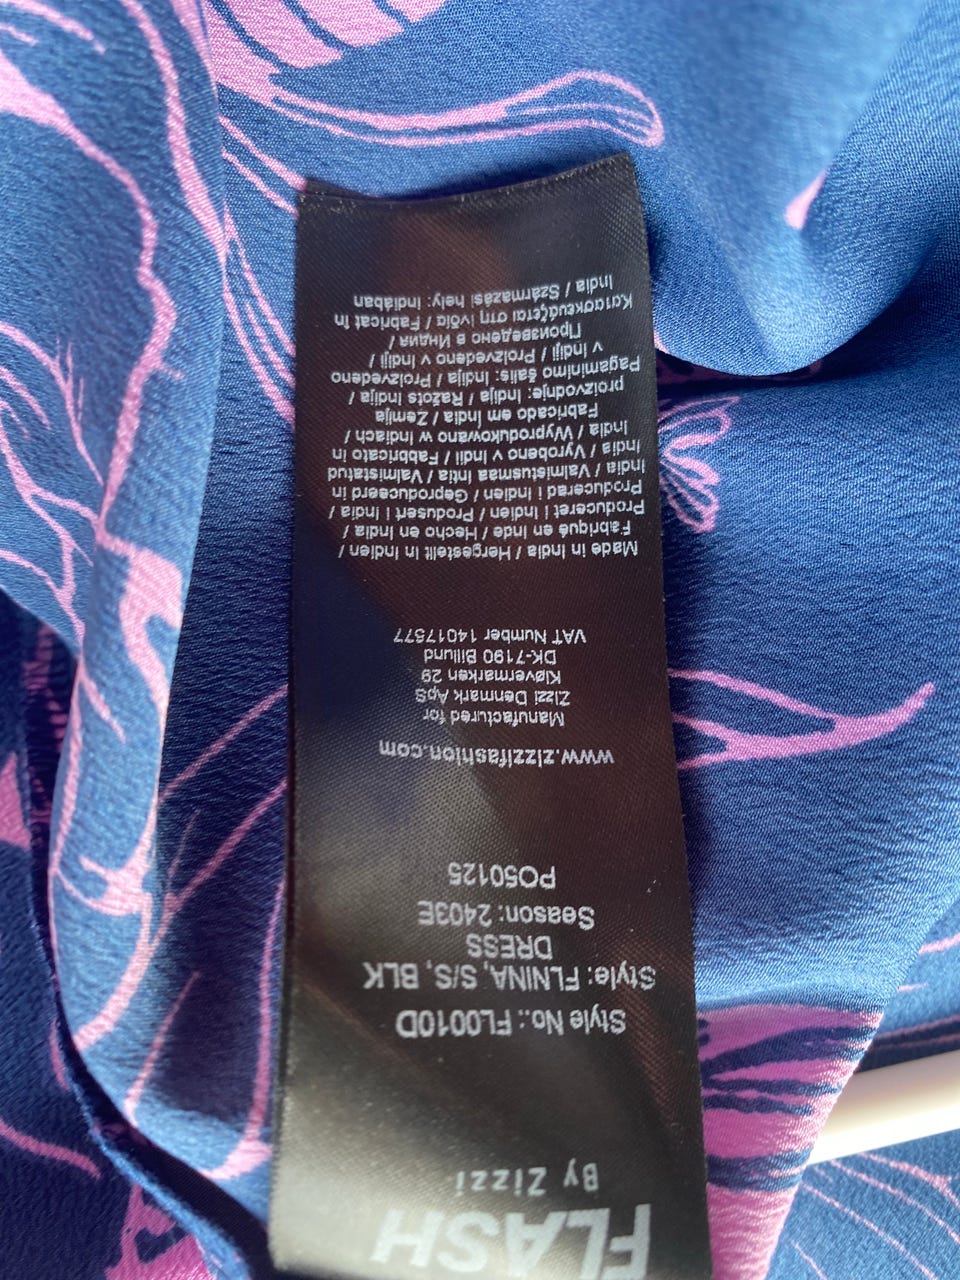 FLASH
By Zizzi
Style No.: FL0010D
Style: FLNINA, S/S, BLK
DRESS
Season: 2403E
PO50125
www.zizzifashion.com
Manufactured for
Zizzi Denmark ApS
Kløvermarken 29
DK-7190 Billund
VAT Number 14017577
Made in India / Hergestellt in Indien /
Fabriqué en Inde / Hecho en India /
Produceret i Indien / Produsert i India /
Producerad i Indien / Geproduceerd in
India / Valmistusmaa Intia / Valmistatud
India / Vyrobeno v Indii / Fabbricato in
India / Wyprodukowano w Indiach /
Fabricado em Índia / Zemlja
proizvodnje: Indija / Ražots Indija /
Pagaminimo šalis: Indija / Proizvedeno
v Indiji / Proizvedeno v Indiji /
Произведено в Индия /
Κατασκευάζεται στη Ινδία / Fabricat în
India / Származási hely: Indiában